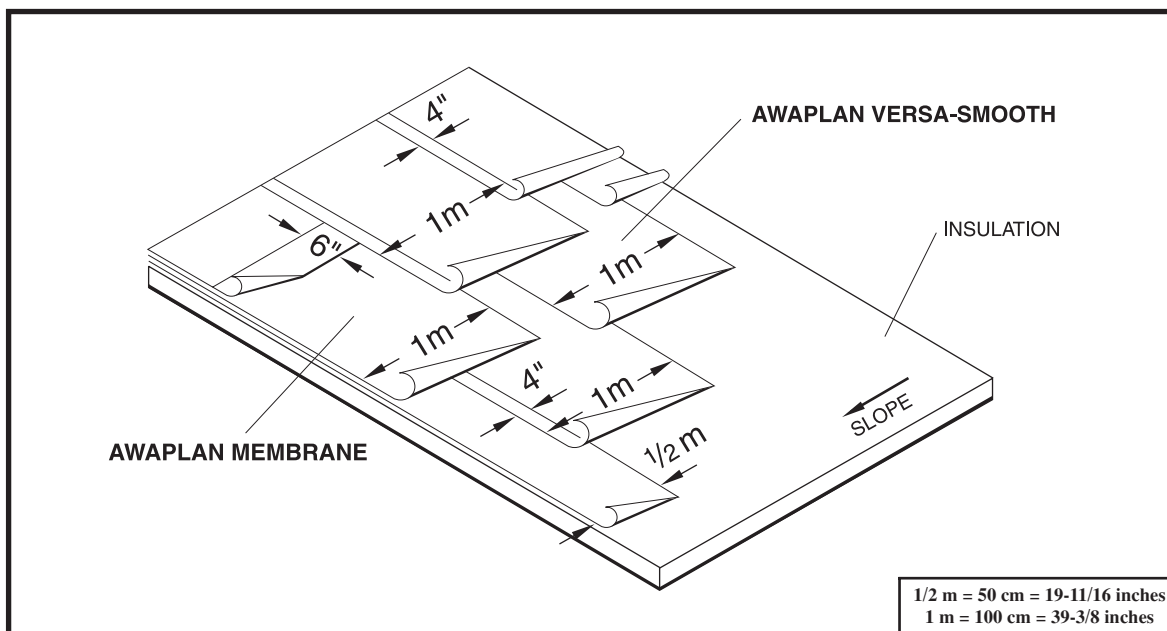 4"
AWAPLAN VERSA-SMOOTH
1m
INSULATION
6"
1m
1m
4"
1m
SLOPE
AWAPLAN MEMBRANE
1/2 m
1/2 m = 50 cm = 19-11/16 inches
1 m = 100 cm = 39-3/8 inches